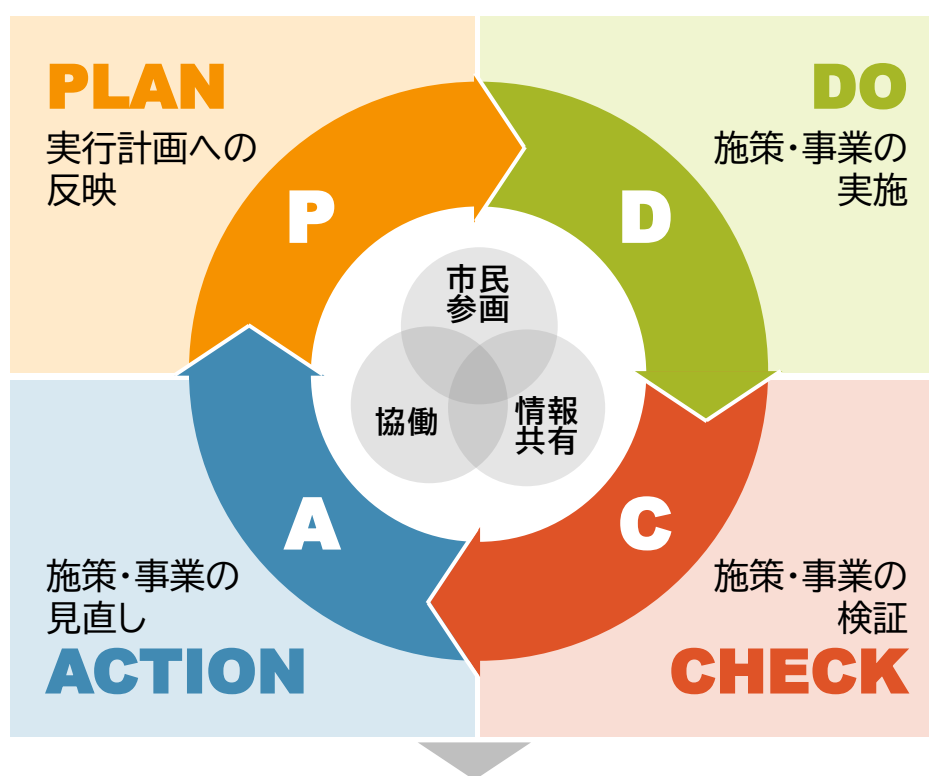 PLAN
実行計画への
反映
DO
施策・事業の
実施
P
D
市民
参画
協働
情報
共有
A
C
施策・事業の
見直し
ACTION
施策・事業の
検証
CHECK